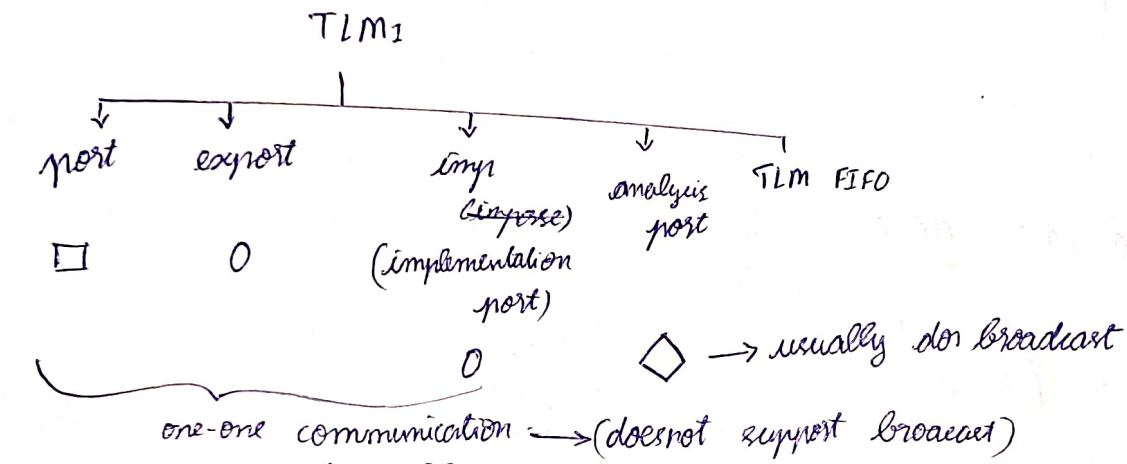 TLM1
port export imp analysis port TLM FIFO
(implementation port)
→ usually dos broadcast
one-one communication → (doesnot support broacast)